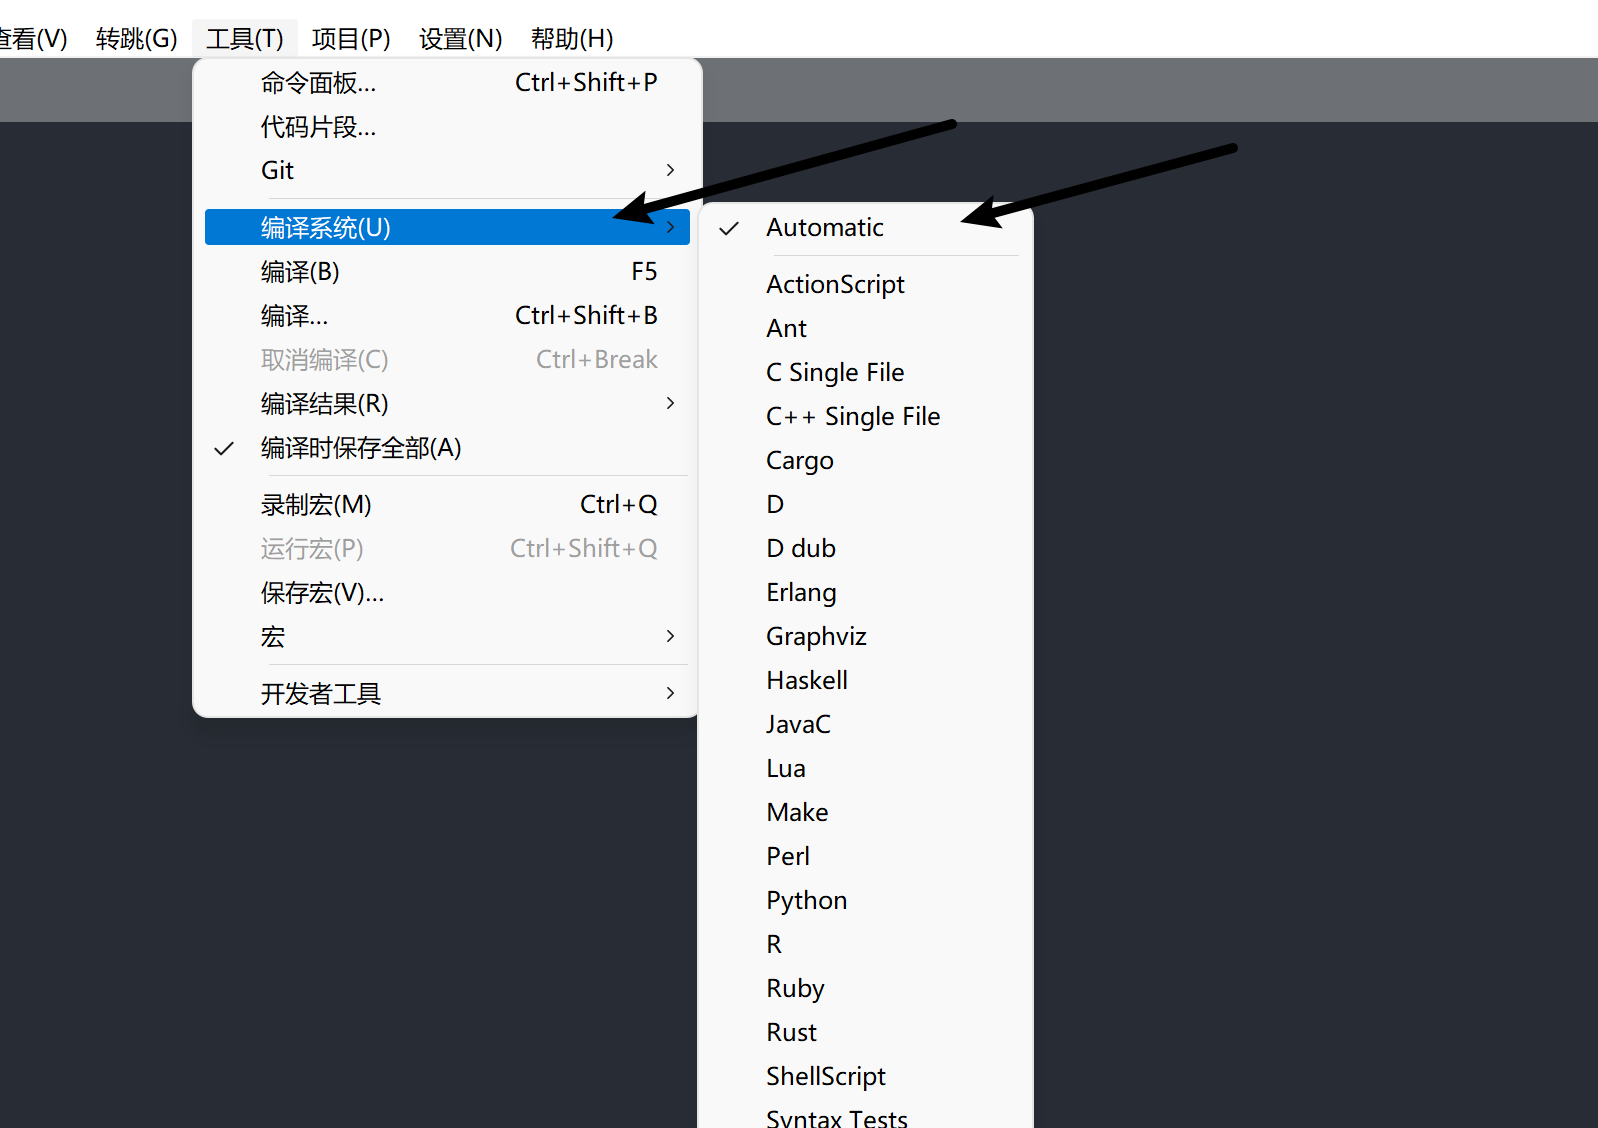 查看(V) 转跳(G) 工具(T) 项目(P) 设置(N) 帮助(H)
命令面板... Ctrl+Shift+P
代码片段...
Git
编译系统(U)
编译(B) F5
编译... Ctrl+Shift+B
取消编译(C) Ctrl+Break
编译结果(R)
编译时保存全部(A)
录制宏(M) Ctrl+Q
运行宏(P) Ctrl+Shift+Q
保存宏(V)...
宏
开发者工具
Automatic
ActionScript
Ant
C Single File
C++ Single File
Cargo
D
D dub
Erlang
Graphviz
Haskell
JavaC
Lua
Make
Perl
Python
R
Ruby
Rust
ShellScript
Syntax Tests